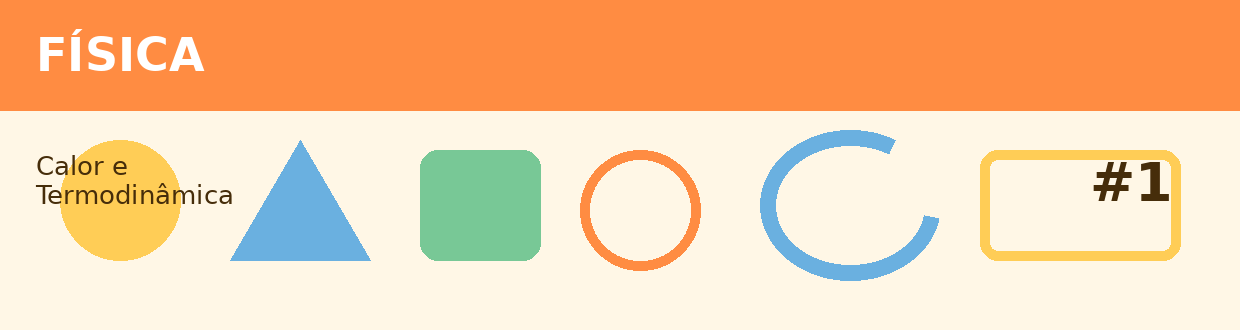 FÍSICA
Calor e
Termodinâmica
#1